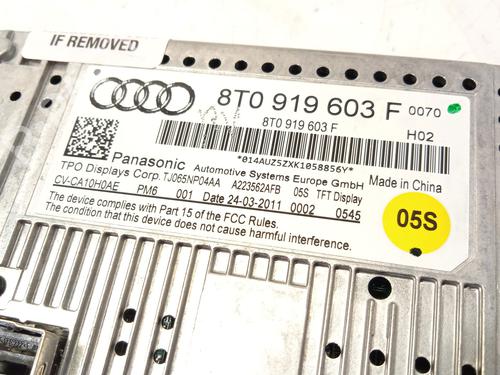 IF REMOVED
8T0 919 603 F 0070
8T0 919 603 F H02
*014AUZ5ZXK1058856Y*
Panasonic Automotive Systems Europe GmbH Made in China
TPO Displays Corp. TJ065NP04AA A223562AFB 05S TFT Display
CV-CA10H0AE PM6 001 Date 24-03-2011 0002 0545
The device complies with Part 15 of the FCC Rules.
The condition that this device does not cause harmful interference.
05S